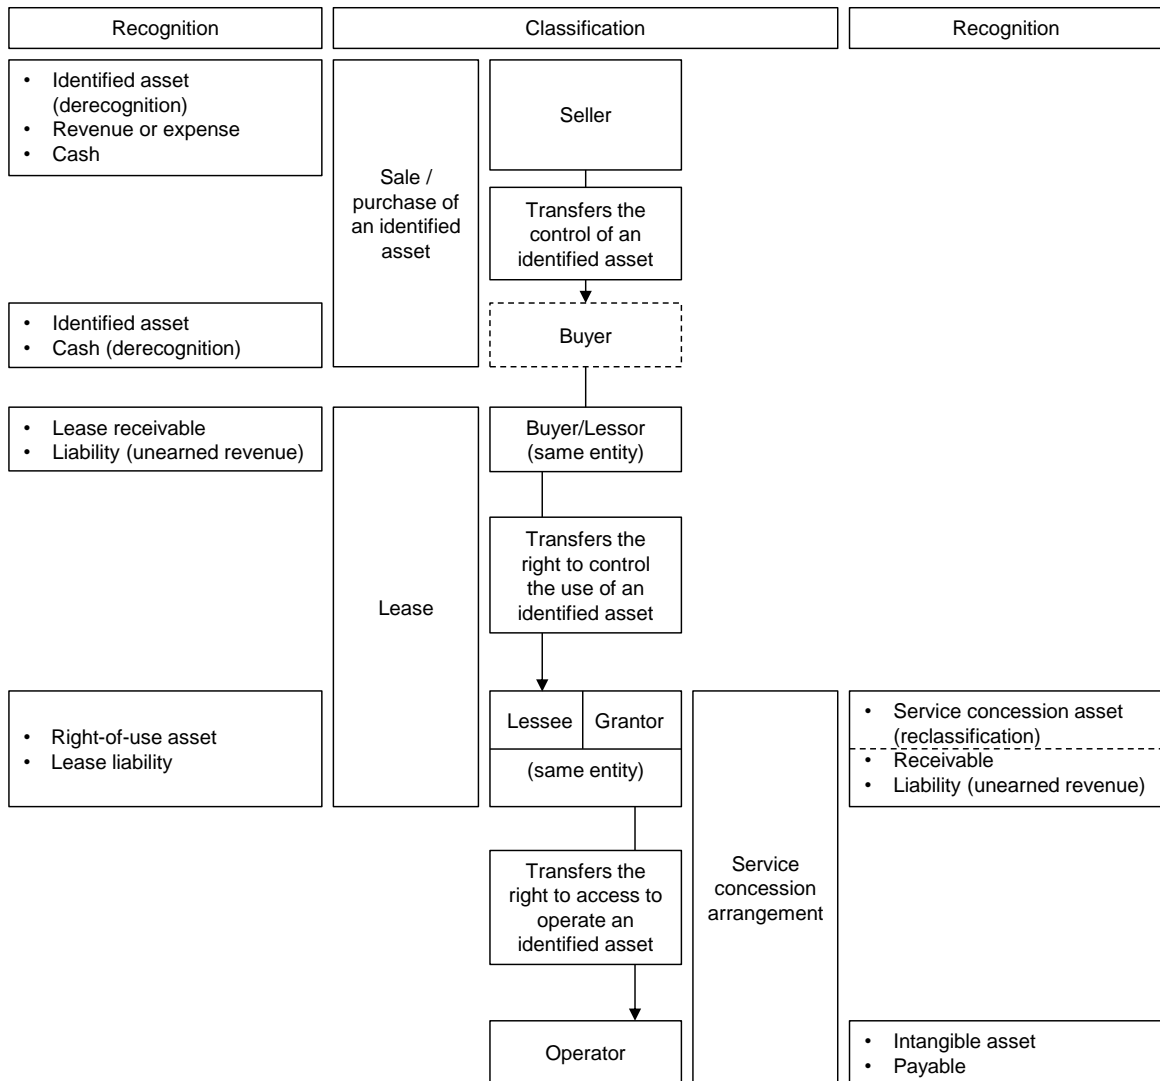 Recognition
Classification
Recognition
• Identified asset
(derecognition)
• Revenue or expense
• Cash
Sale /
purchase of
an identified
asset
Seller
Transfers the
control of an
identified asset
• Identified asset
• Cash (derecognition)
Buyer
• Lease receivable
• Liability (unearned revenue)
Lease
Buyer/Lessor
(same entity)
Transfers the
right to control
the use of an
identified asset
• Right-of-use asset
• Lease liability
Lessee
Grantor
(same entity)
Service
concession
arrangement
• Service concession asset
(reclassification)
• Receivable
• Liability (unearned revenue)
Transfers the
right to access to
operate an
identified asset
Operator
• Intangible asset
• Payable